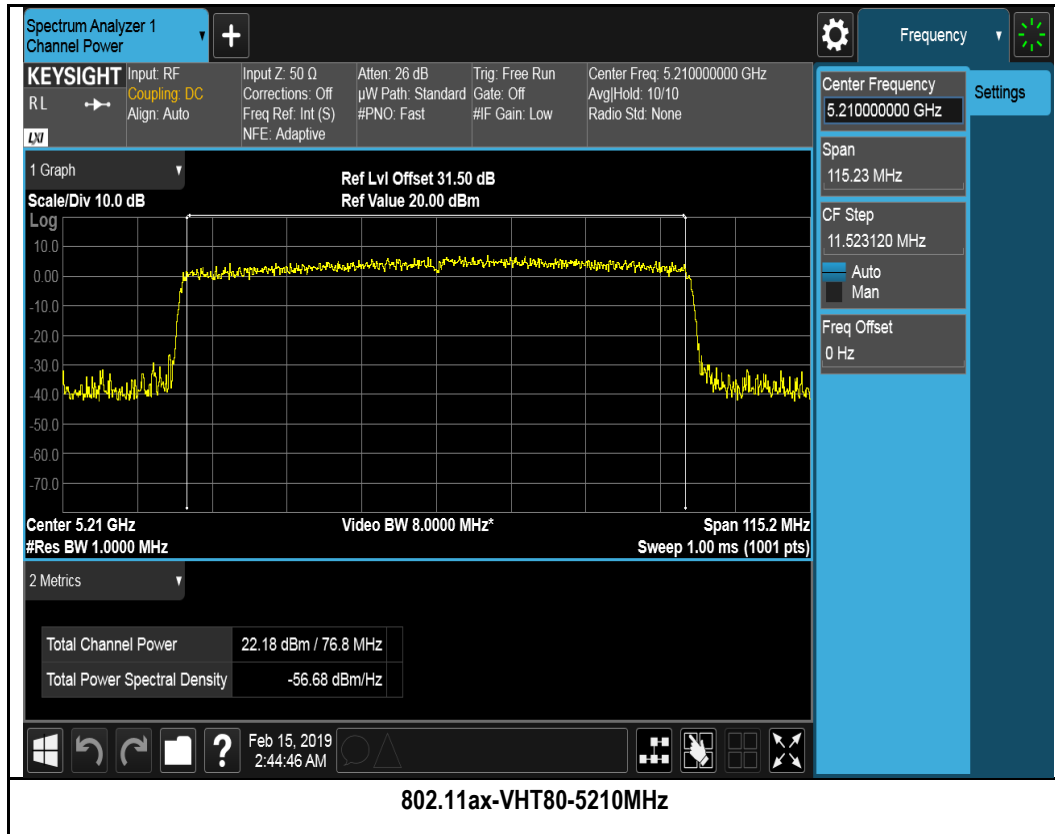 Spectrum Analyzer 1
Channel Power
Frequency
KEYSIGHT
RL
LXI
Input: RF
Coupling: DC
Align: Auto
Input Z: 50 Ω
Corrections: Off
Freq Ref: Int (S)
NFE: Adaptive
Atten: 26 dB
µW Path: Standard
#PNO: Fast
Trig: Free Run
Gate: Off
#IF Gain: Low
Center Freq: 5.210000000 GHz
Avg|Hold: 10/10
Radio Std: None
Center Frequency
5.210000000 GHz
Settings
Span
115.23 MHz
CF Step
11.523120 MHz
Auto
Man
Freq Offset
0 Hz
1 Graph
Scale/Div 10.0 dB
Ref Lvl Offset 31.50 dB
Ref Value 20.00 dBm
Log
10.0
0.00
-10.0
-20.0
-30.0
-40.0
-50.0
-60.0
-70.0
Center 5.21 GHz
#Res BW 1.0000 MHz
Video BW 8.0000 MHz*
Span 115.2 MHz
Sweep 1.00 ms (1001 pts)
2 Metrics
Total Channel Power 22.18 dBm / 76.8 MHz
Total Power Spectral Density -56.68 dBm/Hz
?
Feb 15, 2019
2:44:46 AM
802.11ax-VHT80-5210MHz